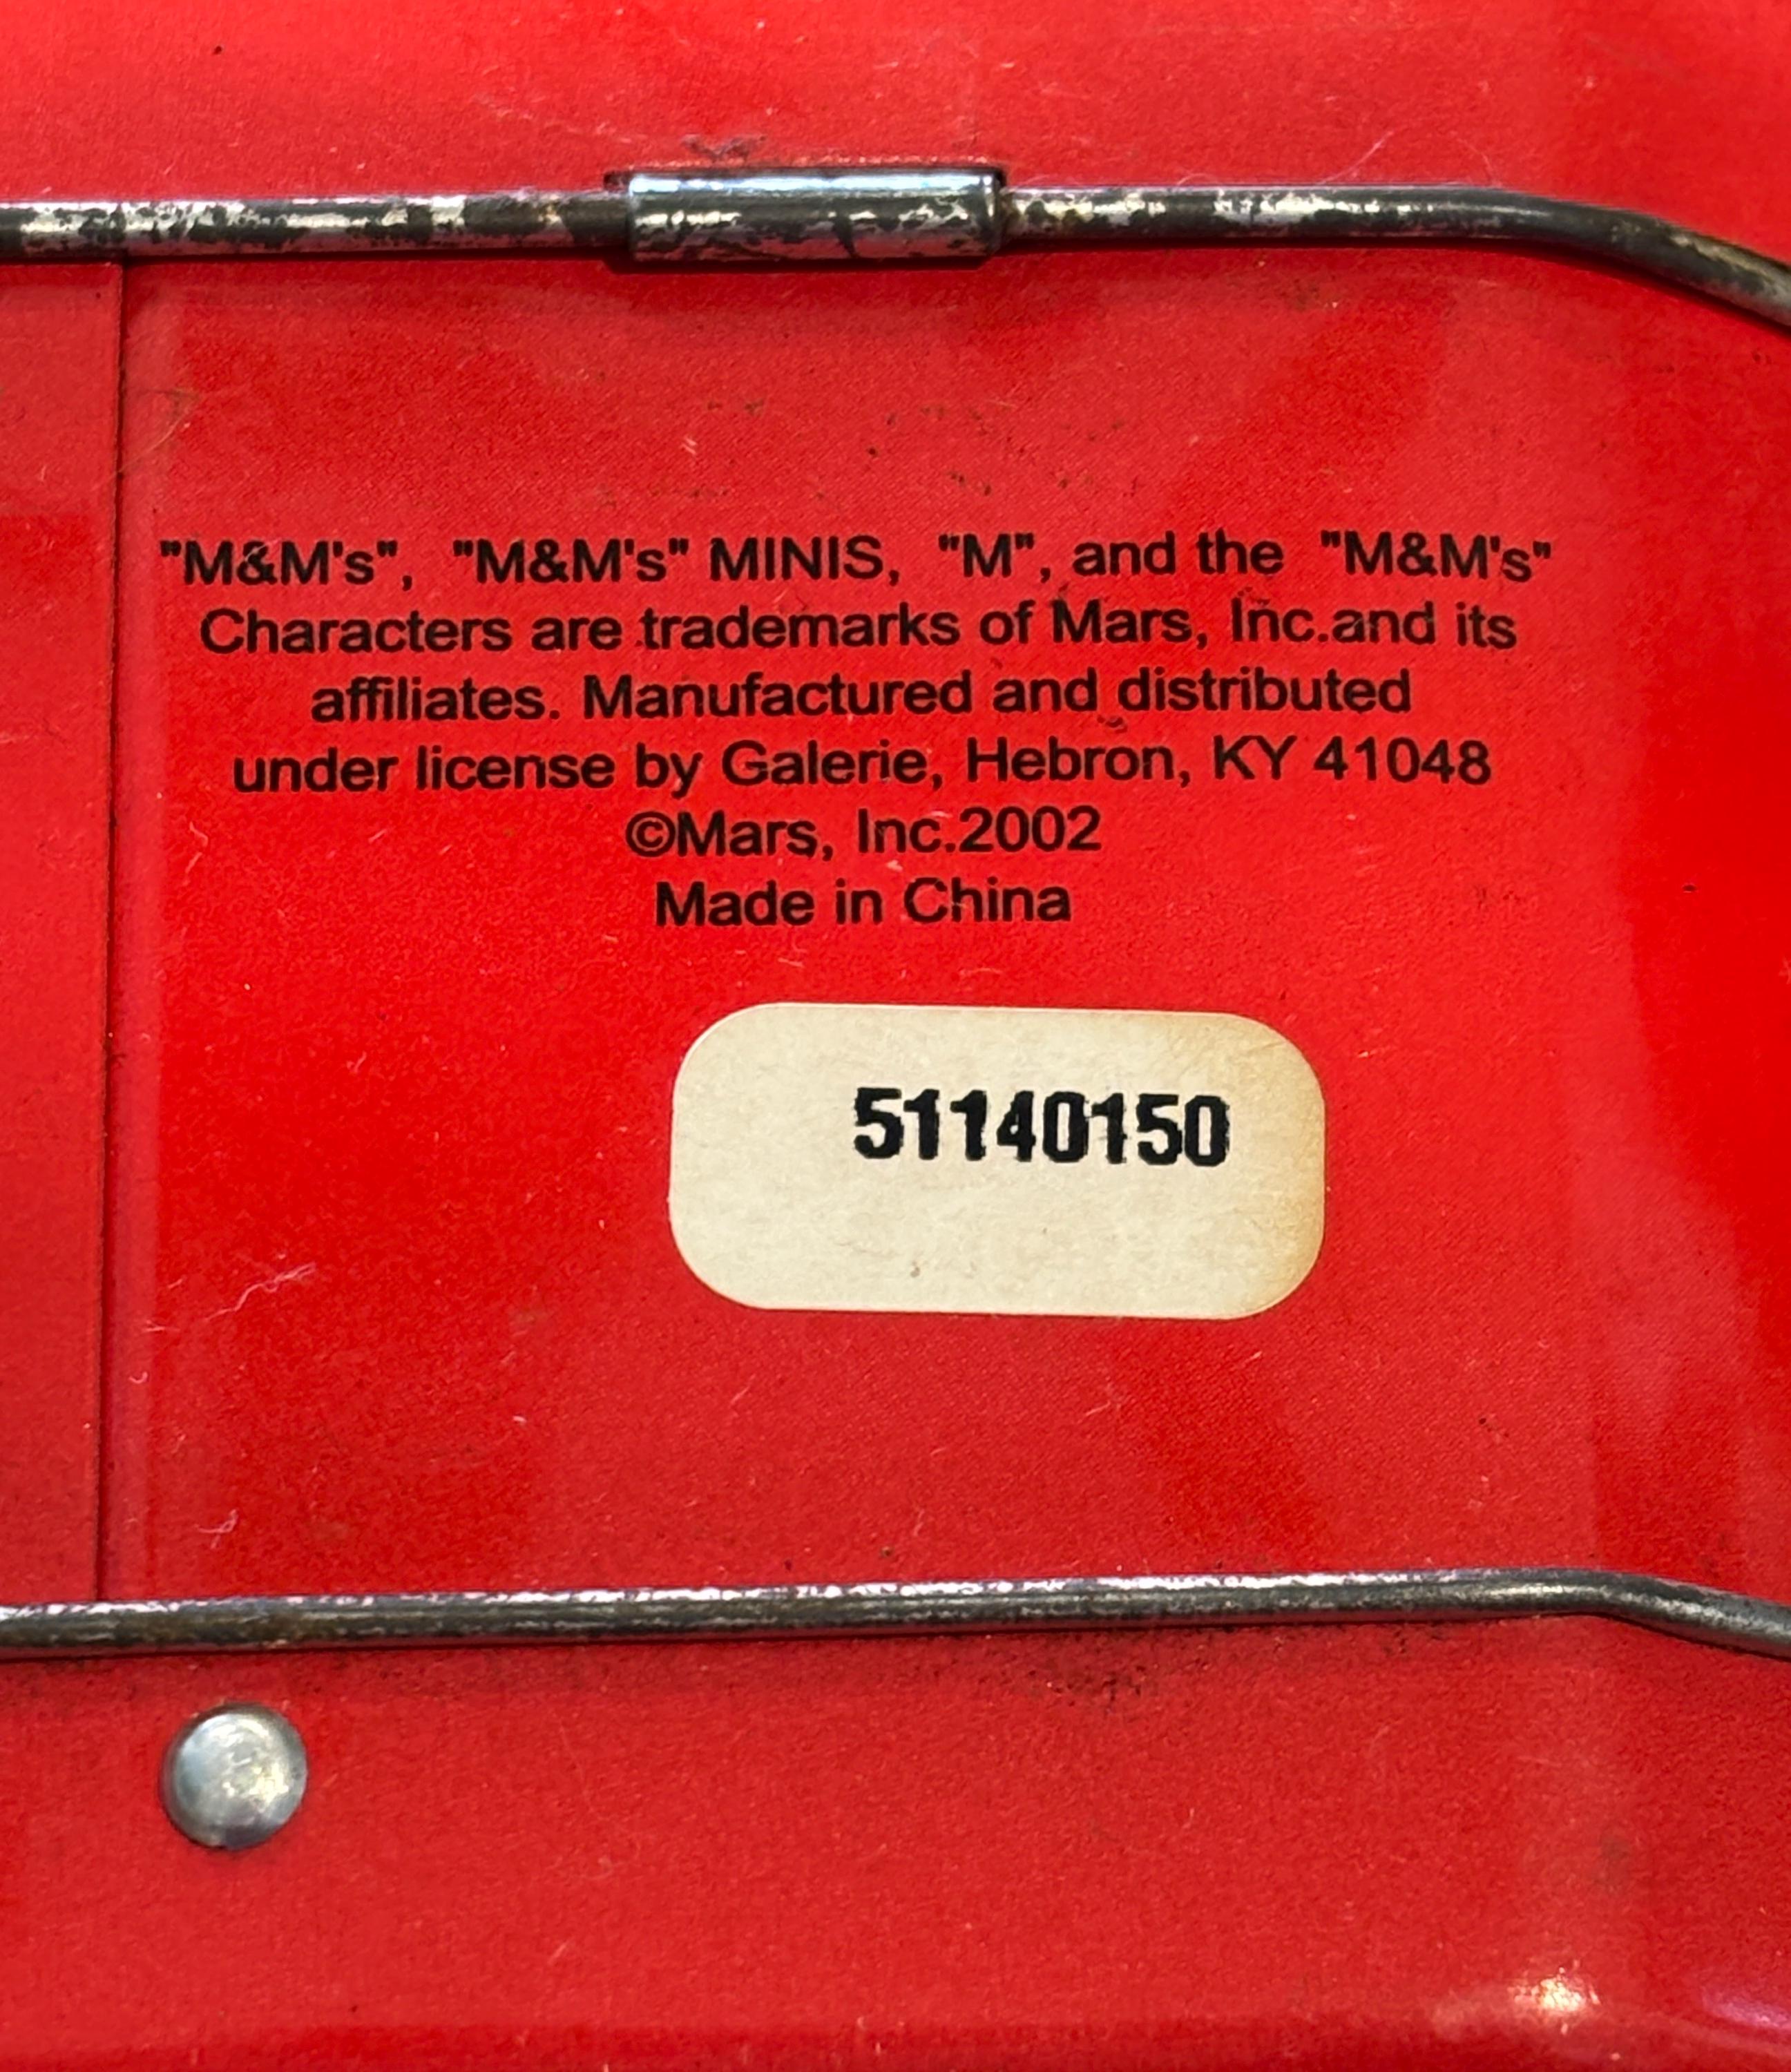 "M&M's", "M&M's" MINIS, "M", and the "M&M's"
Characters are trademarks of Mars, Inc.and its
affiliates. Manufactured and distributed
under license by Galerie, Hebron, KY 41048
©Mars, Inc.2002
Made in China
51140150